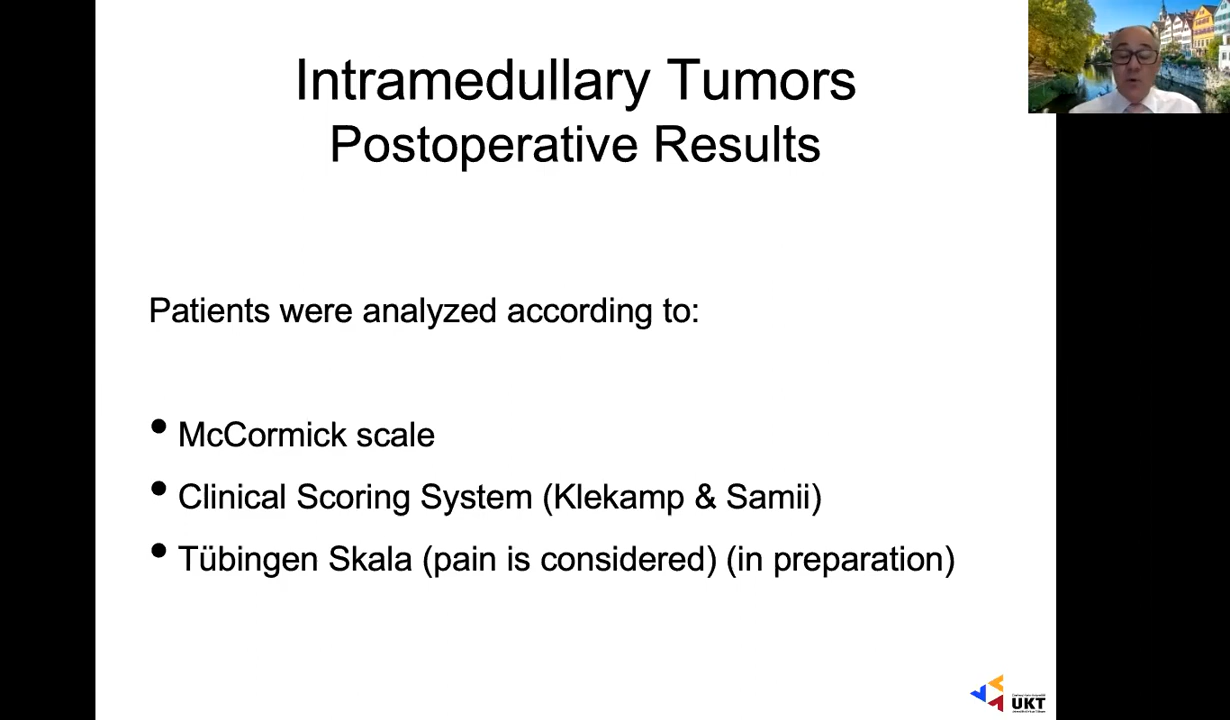 Intramedullary Tumors
Postoperative Results
Patients were analyzed according to:
• McCormick scale
• Clinical Scoring System (Klekamp & Samii)
• Tübingen Skala (pain is considered) (in preparation)
UKT